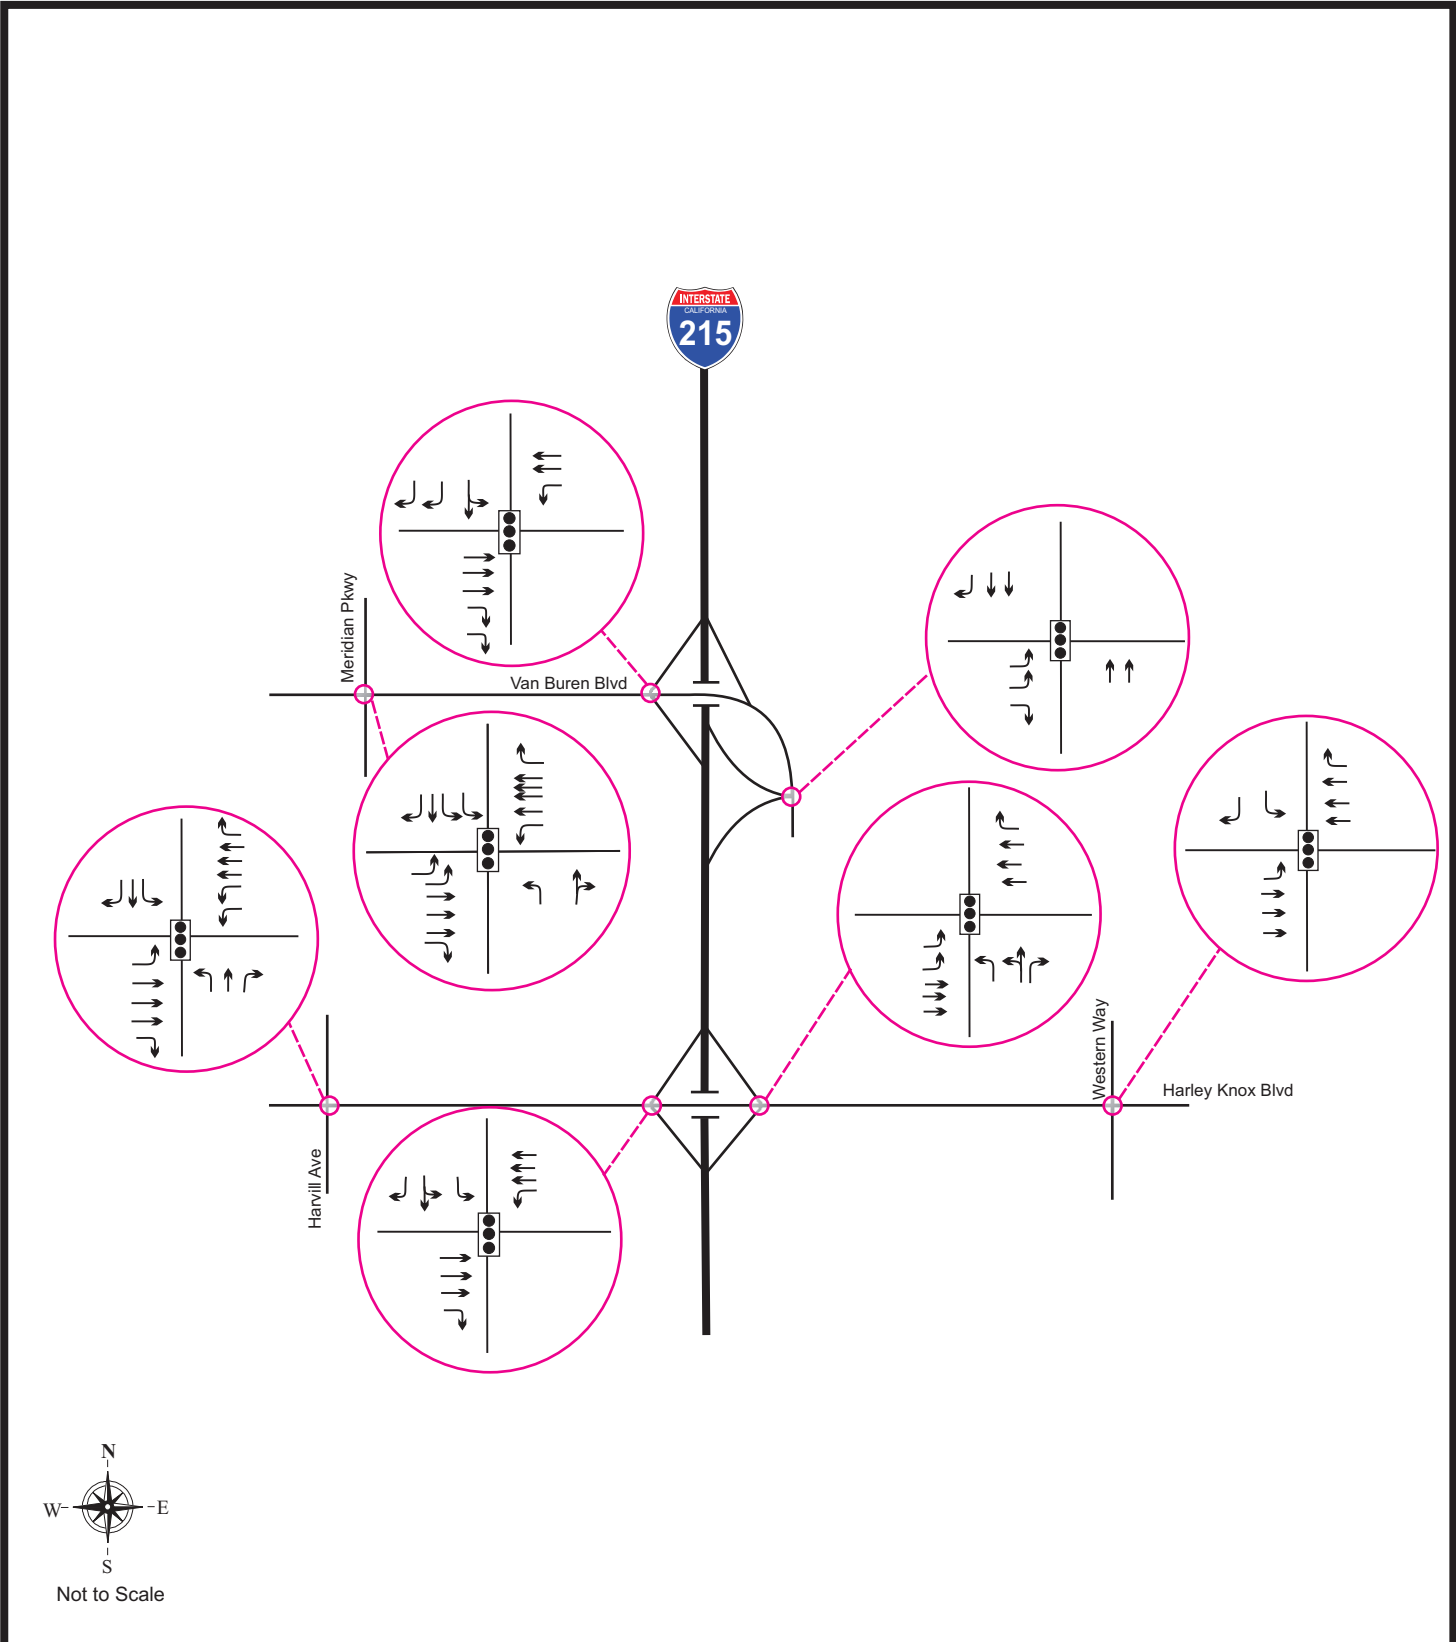 INTERSTATE
CALIFORNIA
215
Meridian Pkwy
Van Buren Blvd
Western Way
Harley Knox Blvd
Harvill Ave
N
W
E
S
Not to Scale